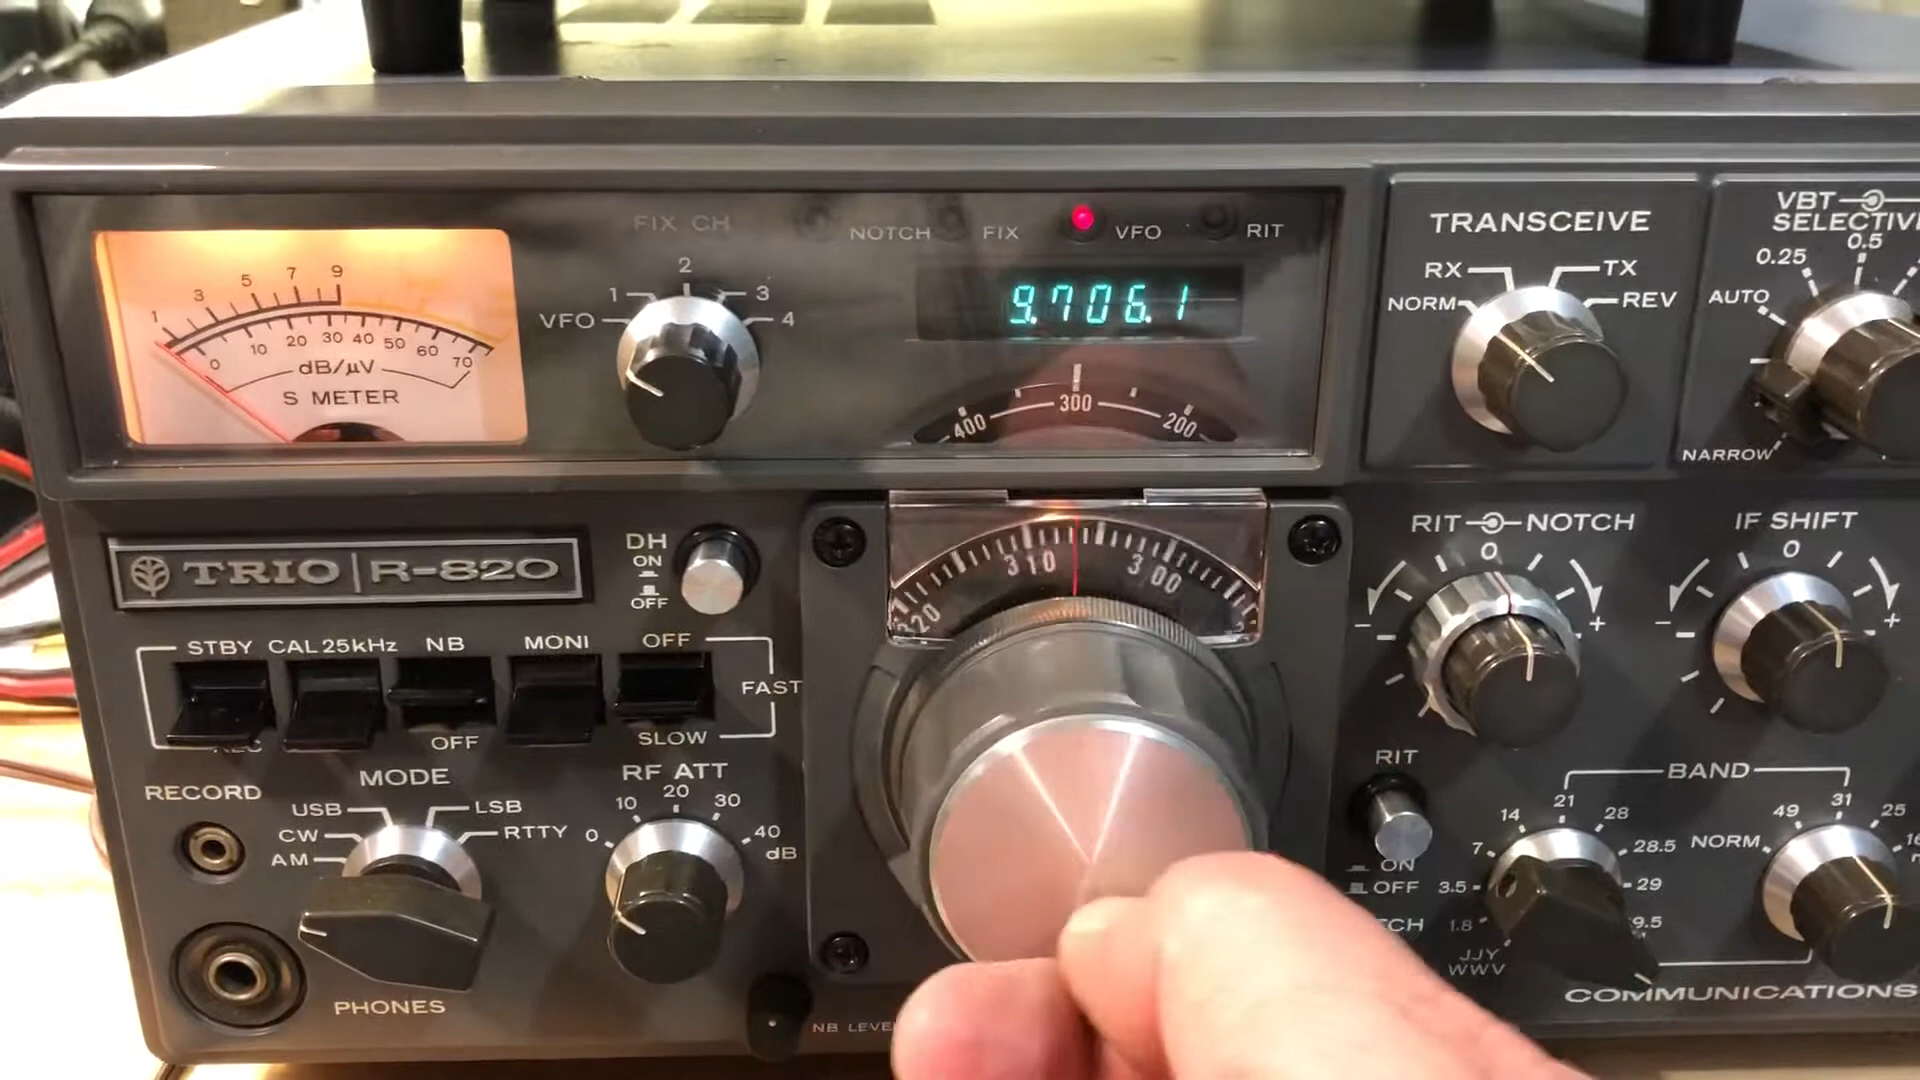 FIX CH
NOTCH FIX VFO RIT
VFO 1 2 3 4
9.706.1
400 300 200
1 3 5 7 9
0 10 20 30 40 50 60 70
dB/μV
S METER
TRANSCEIVE
NORM RX TX REV
VBT
0.25 0.5
AUTO
NARROW
TRIO R-820
DH
ON
OFF
310 300
RIT NOTCH
0
- +
IF SHIFT
0
- +
STBY CAL 25kHz NB MONI OFF
FAST
OFF SLOW
RECORD
MODE
USB LSB
CW RTTY
AM
RF ATT
0 10 20 30 40
dB
PHONES
RIT
ON
OFF
BAND
14 21 28
7 28.5
3.5 29
1.8
JJY
WWV
NORM 49 31 25
COMMUNICATIONS